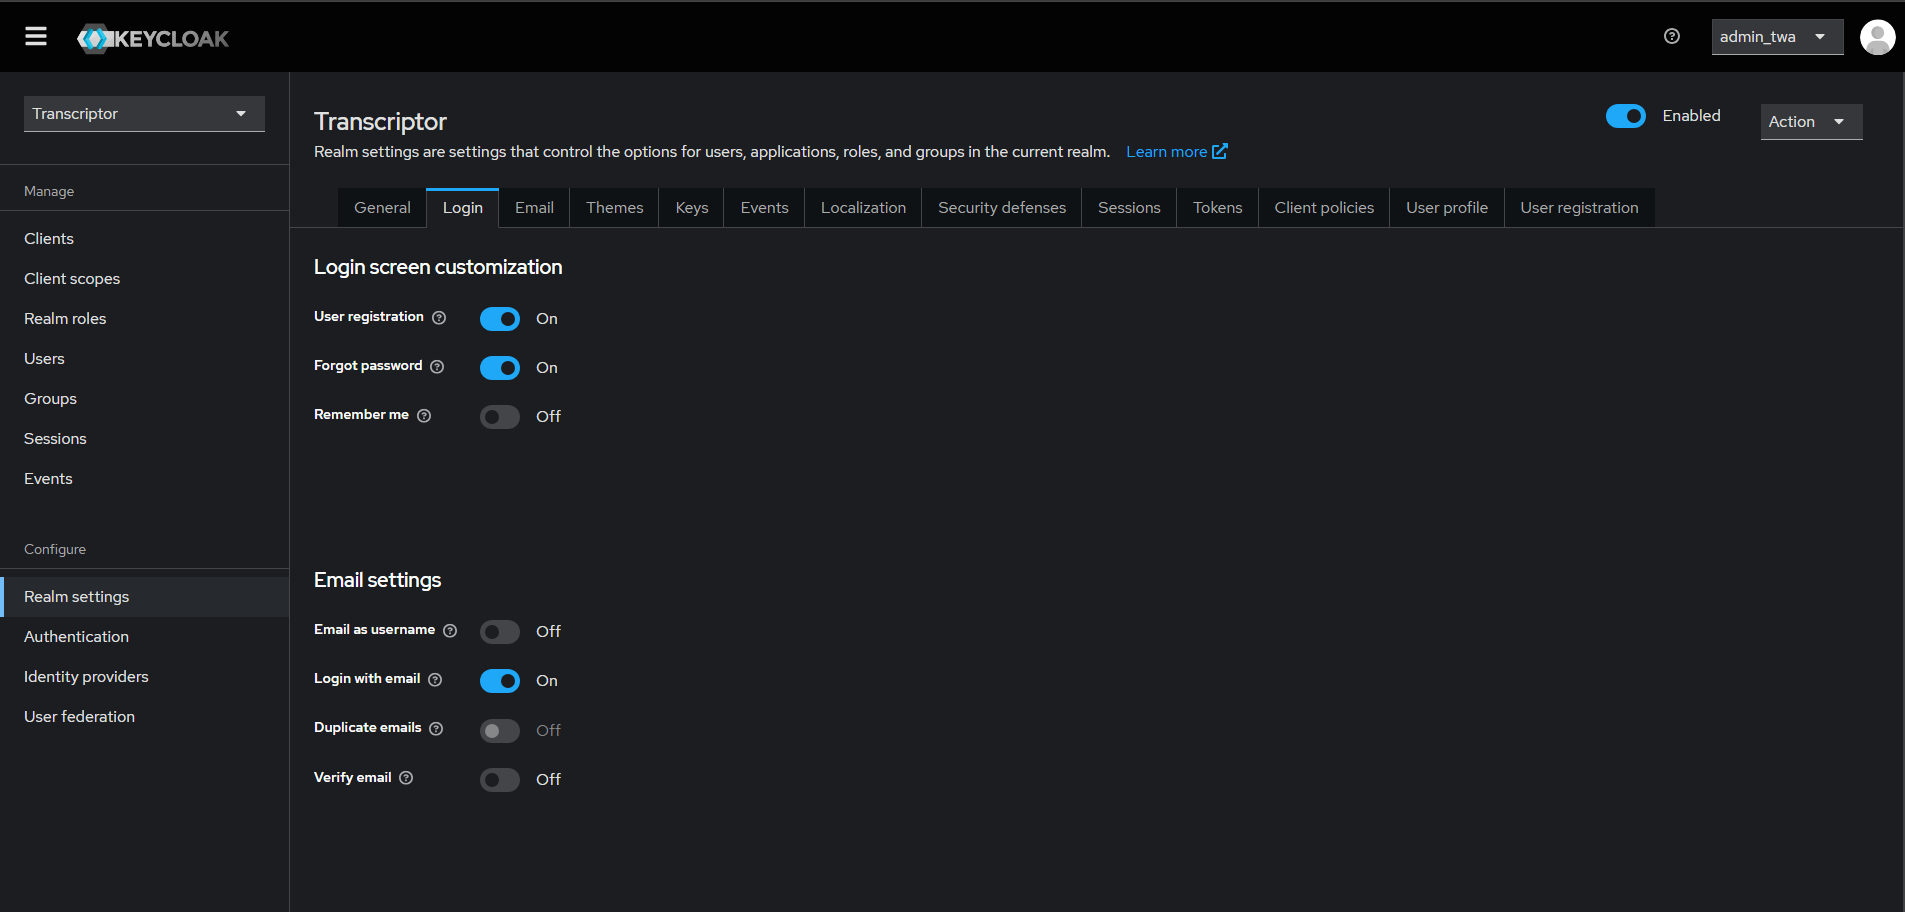 KEYCLOAK
admin_twa
Transcriptor
Manage
Clients
Client scopes
Realm roles
Users
Groups
Sessions
Events
Configure
Realm settings
Authentication
Identity providers
User federation
Transcriptor
Enabled
Action
Realm settings are settings that control the options for users, applications, roles, and groups in the current realm. Learn more
General Login Email Themes Keys Events Localization Security defenses Sessions Tokens Client policies User profile User registration
Login screen customization
User registration On
Forgot password On
Remember me Off
Email settings
Email as username Off
Login with email On
Duplicate emails Off
Verify email Off